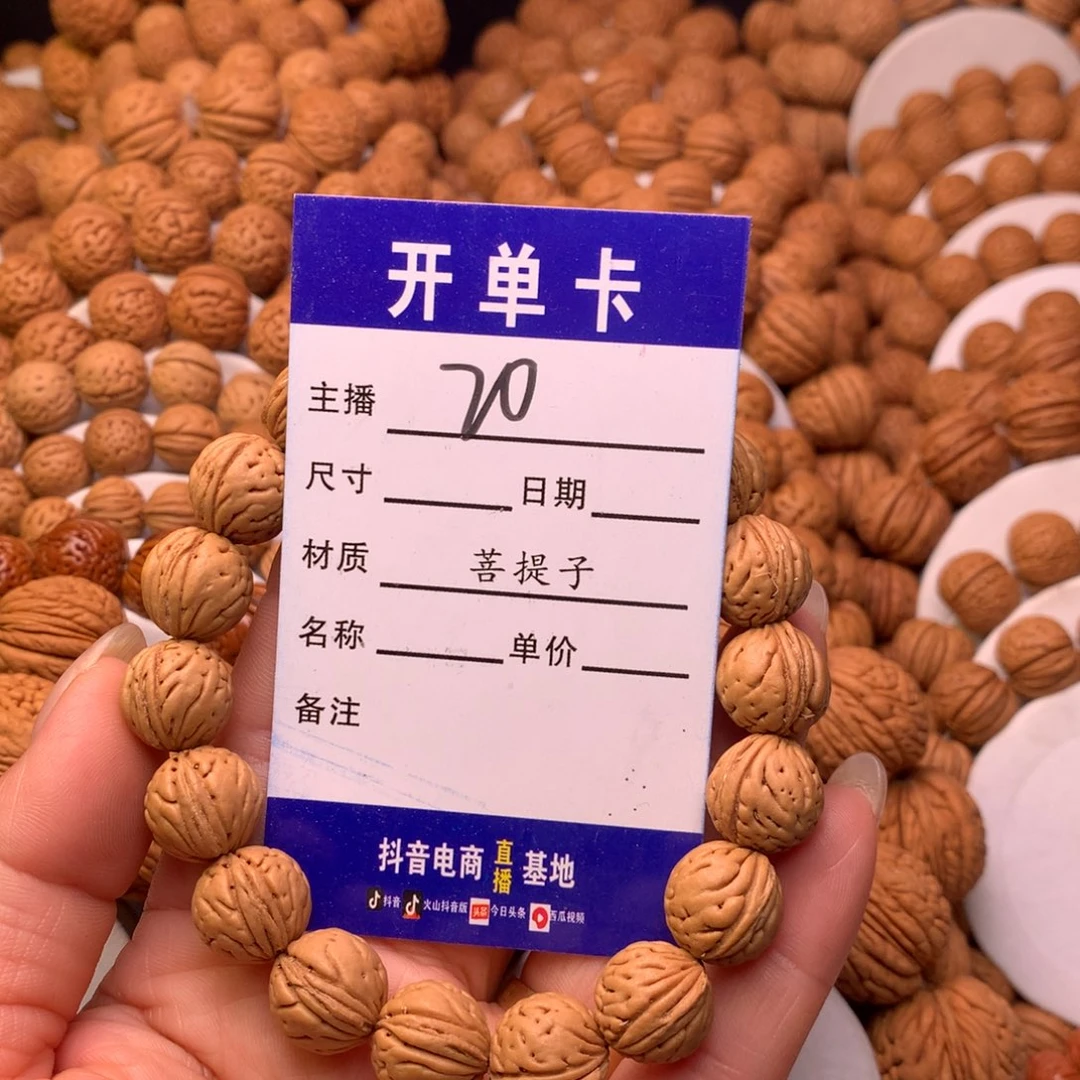 开单卡
主播 20
尺寸 日期
材质 菩提子
名称 单价
备注
抖音电商 直播 基地
抖音 火山抖音版 头条 今日头条 西瓜视频